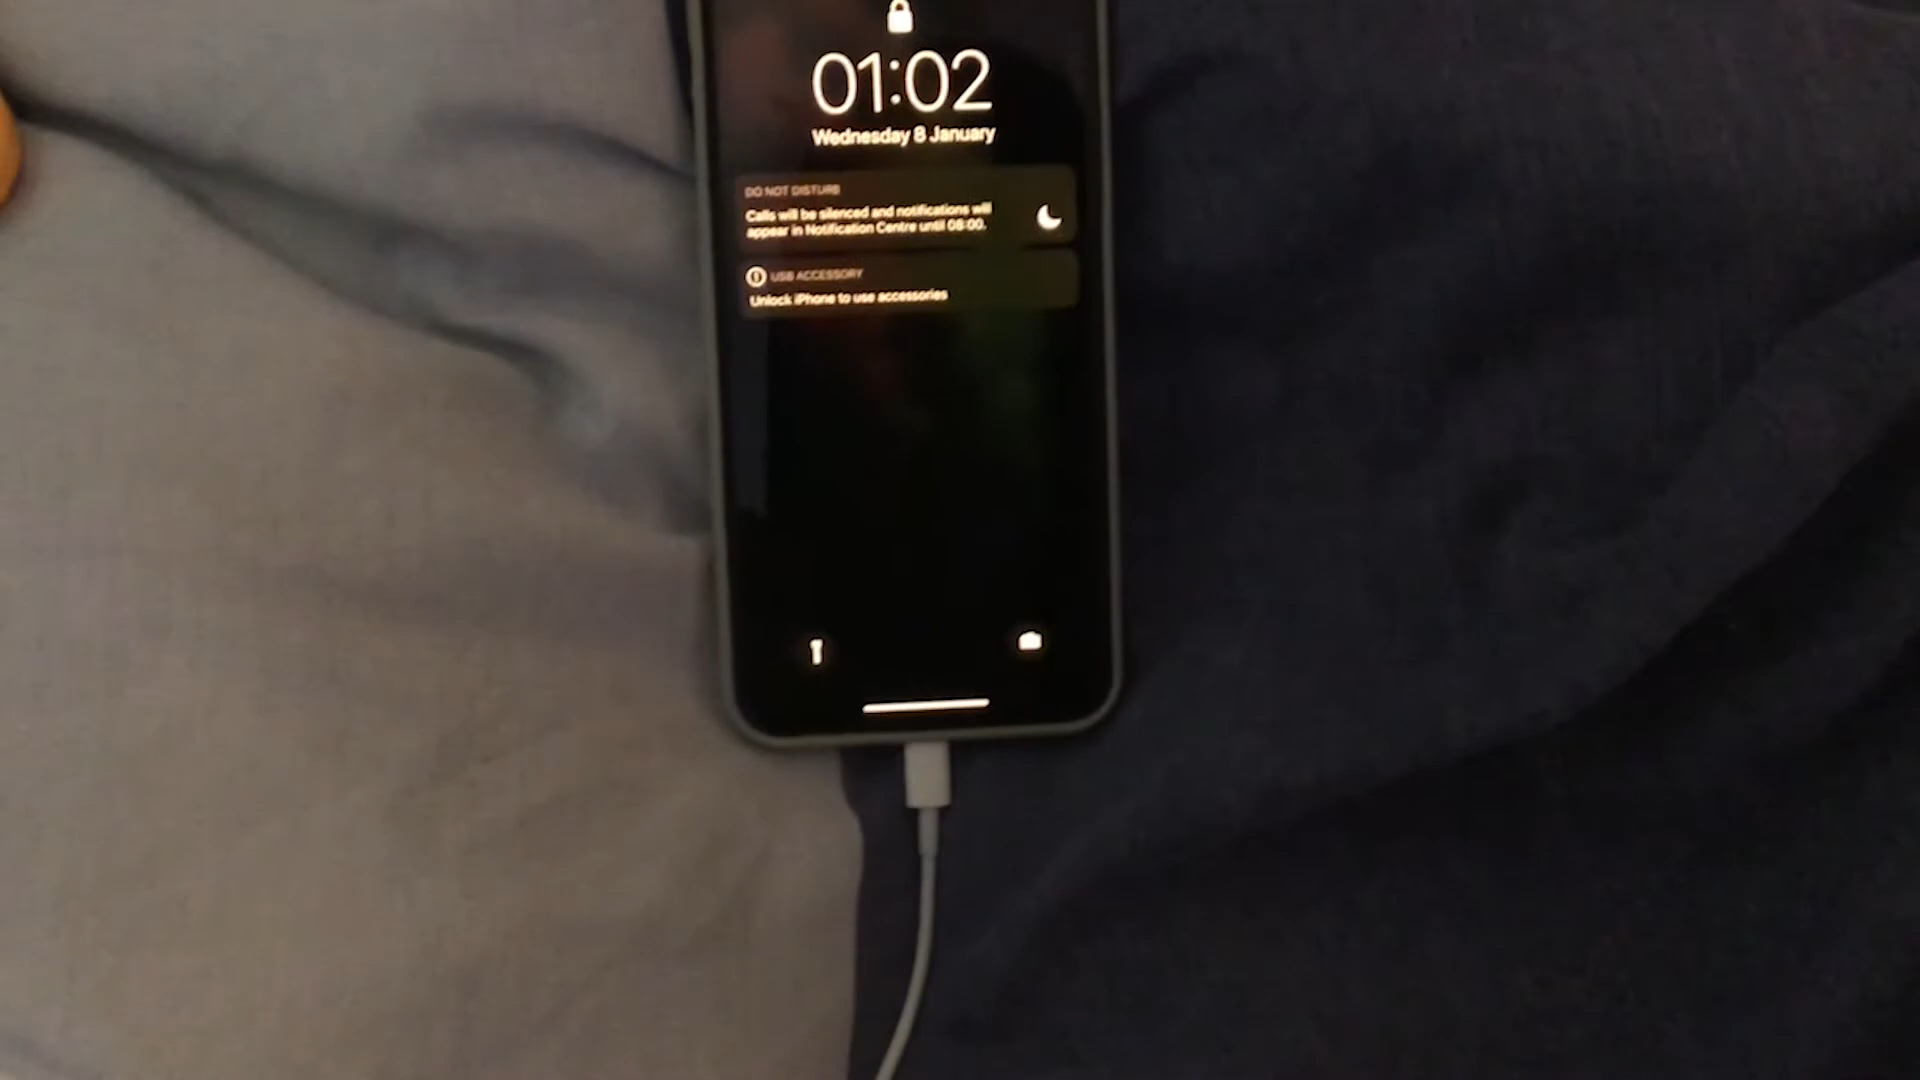 01:02
Wednesday 8 January
DO NOT DISTURB
Calls will be silenced and notifications will
appear in Notification Centre until 08:00.
USB ACCESSORY
Unlock iPhone to use accessories